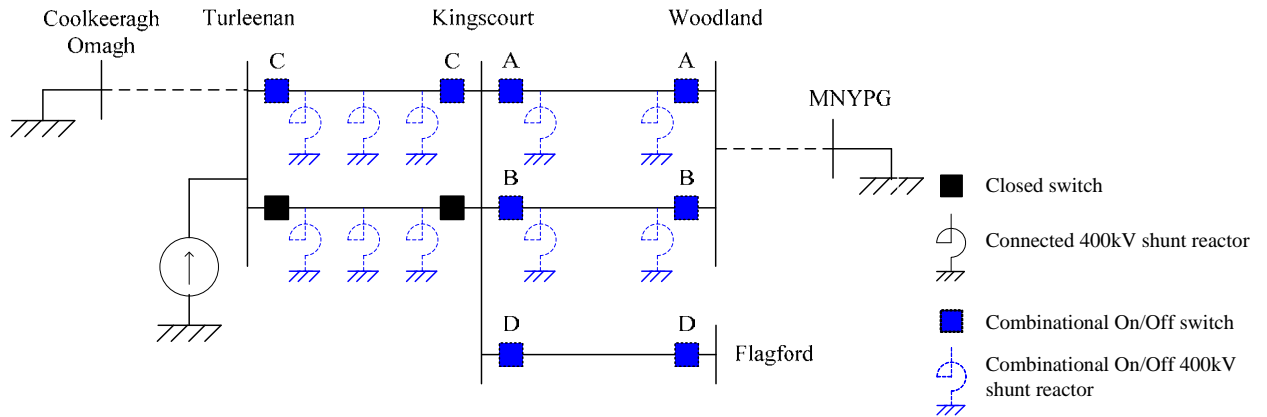 Coolkeeragh
Omagh
Turleenan
Kingscourt
Woodland
C
C
A
A
MNYPG
B
B
D
D
Flagford
Closed switch
Connected 400kV shunt reactor
Combinational On/Off switch
Combinational On/Off 400kV
shunt reactor